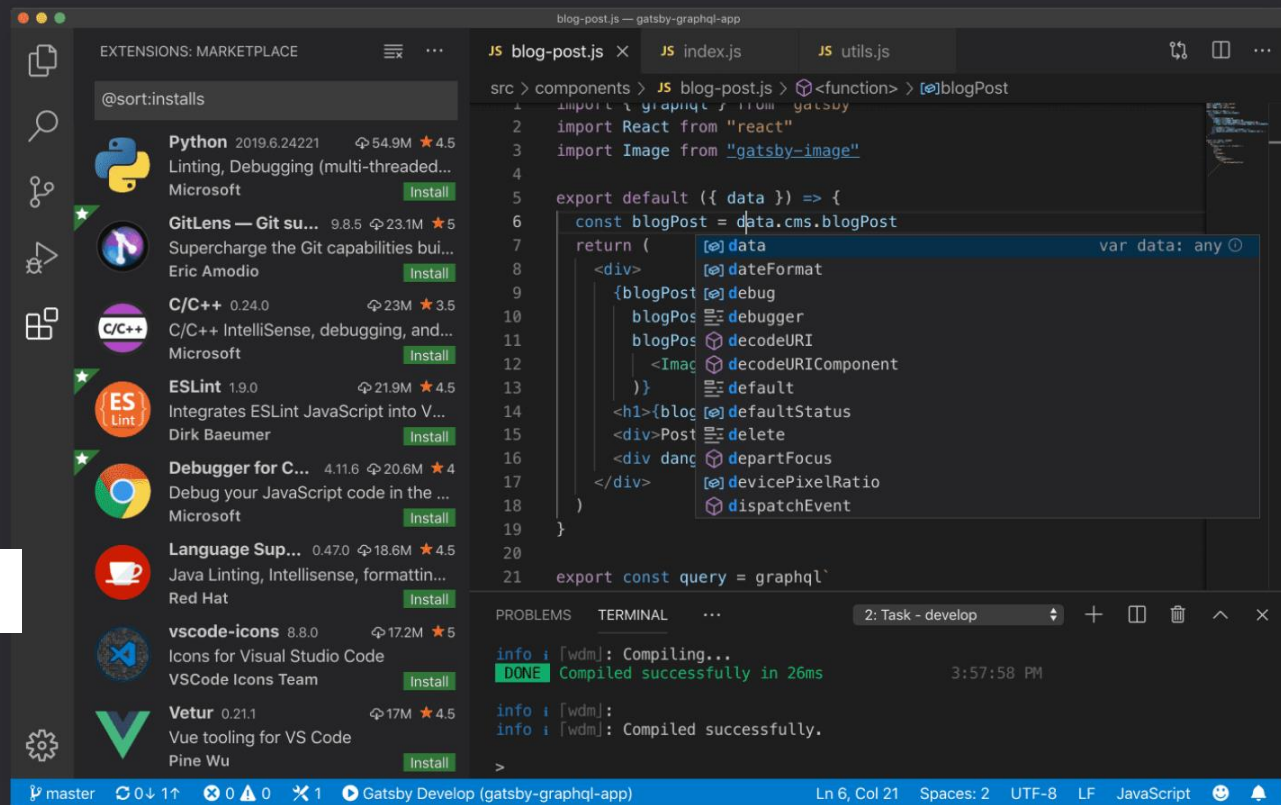 blog-post.js — gatsby-graphql-app
EXTENSIONS: MARKETPLACE
@sort:installs
Python 2019.6.24221 54.9M 4.5
Linting, Debugging (multi-threaded...
Microsoft Install
GitLens — Git su... 9.8.5 23.1M 5
Supercharge the Git capabilities bui...
Eric Amodio Install
C/C++
C/C++ 0.24.0 23M 3.5
C/C++ IntelliSense, debugging, and...
Microsoft Install
ES
Lint
ESLint 1.9.0 21.9M 4.5
Integrates ESLint JavaScript into V...
Dirk Baeumer Install
Debugger for C... 4.11.6 20.6M 4
Debug your JavaScript code in the ...
Microsoft Install
Language Sup... 0.47.0 18.6M 4.5
Java Linting, Intellisense, formattin...
Red Hat Install
vscode-icons 8.8.0 17.2M 5
Icons for Visual Studio Code
VSCode Icons Team Install
Vetur 0.21.1 17M 4.5
Vue tooling for VS Code
Pine Wu Install
JS blog-post.js × JS index.js JS utils.js ...
src > components > JS blog-post.js > <function> > blogPost
1 import { graphql } from "gatsby"
2 import React from "react"
3 import Image from "gatsby-image"
4
5 export default ({ data }) => {
6 const blogPost = data.cms.blogPost
7 return (
8 <div>
9 {blogPost
10 blogPos
11 blogPos
12 <Imag
13 )}
14 <h1>{blog
15 <div>Post
16 <div dang
17 </div>
18 )
19 }
20
21 export const query = graphql`
data var data: any
dateFormat
debug
debugger
decodeURI
decodeURIComponent
default
defaultStatus
delete
departFocus
devicePixelRatio
dispatchEvent
PROBLEMS TERMINAL ... 2: Task - develop
info i ｢wdm｣: Compiling...
DONE Compiled successfully in 26ms 3:57:58 PM
info i ｢wdm｣:
info i ｢wdm｣: Compiled successfully.
>
master 0↓ 1↑ 0 0 1 Gatsby Develop (gatsby-graphql-app) Ln 6, Col 21 Spaces: 2 UTF-8 LF JavaScript